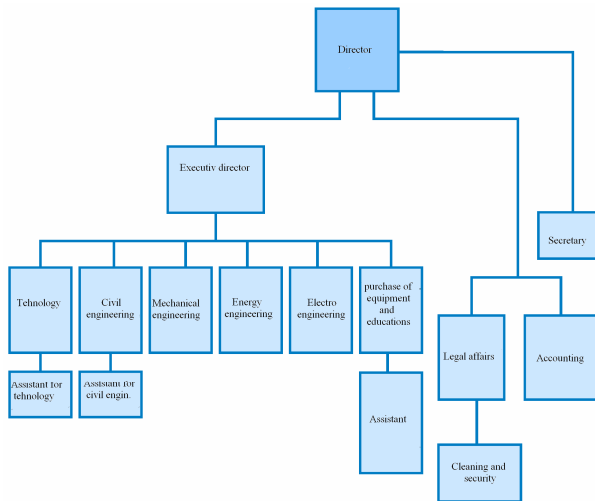 Director
Executiv director
Secretary
Tehnology
Civil
engineering
Mechanical
engineering
Energy
engineering
Electro
engineering
purchase of
equipment
and
educations
Legal affairs
Accounting
Assistant for
tehnology
Assistant for
civil engin.
Assistant
Cleaning and
security